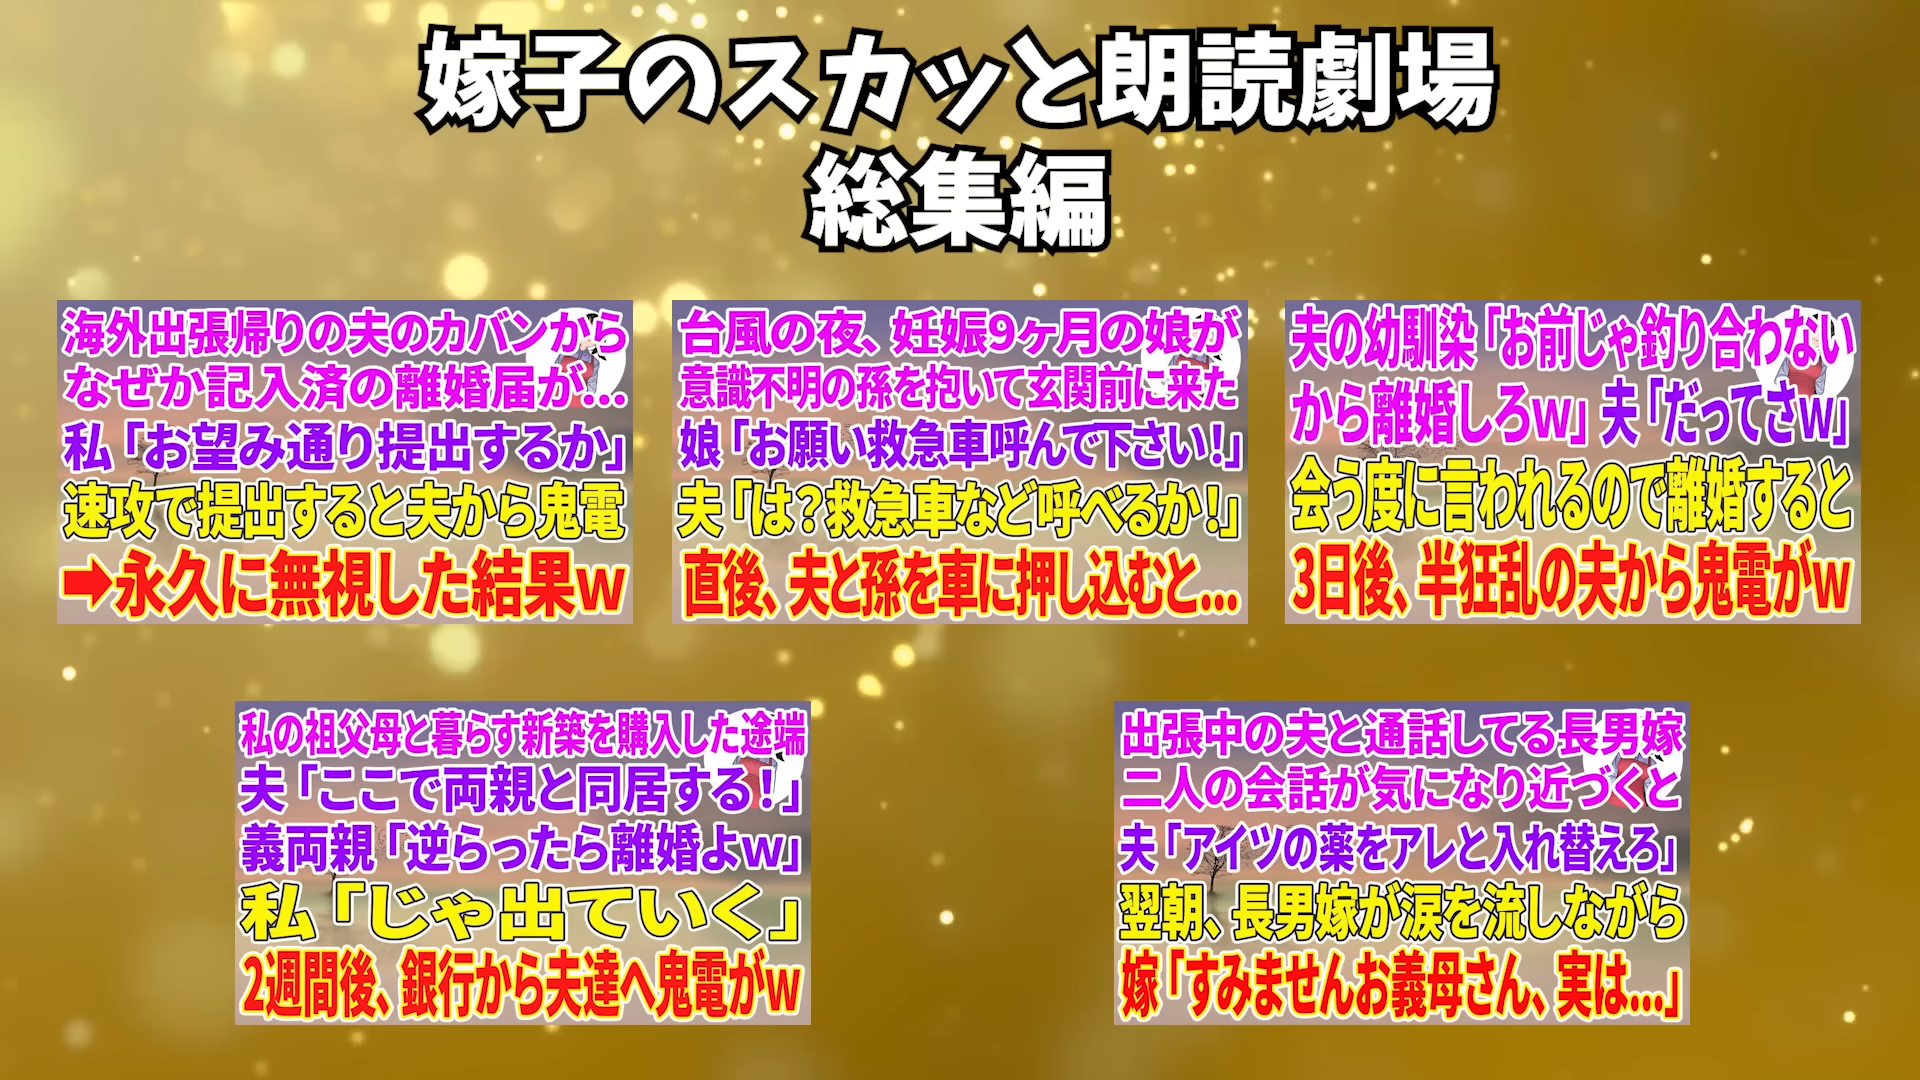 嫁子のスカッと朗読劇場
総集編
海外出張帰りの夫のカバンから
なぜか記入済の離婚届が…
私「お望み通り提出するか」
速攻で提出すると夫から鬼電
➡永久に無視した結果w
台風の夜、妊娠9ヶ月の娘が
意識不明の孫を抱いて玄関前に来た
娘「お願い救急車呼んで下さい！」
夫「は？救急車など呼べるか！」
直後、夫と孫を車に押し込むと…
夫の幼馴染「お前じゃ釣り合わない
から離婚しろw」夫「だってさw」
会う度に言われるので離婚すると
3日後、半狂乱の夫から鬼電がw
私の祖父母と暮らす新築を購入した途端
夫「ここで両親と同居する！」
義両親「逆らったら離婚よw」
私「じゃ出ていく」
2週間後、銀行から夫達へ鬼電がw
出張中の夫と通話してる長男嫁
二人の会話が気になり近づくと
夫「アイツの薬をアレと入れ替えろ」
翌朝、長男嫁が涙を流しながら
嫁「すみませんお義母さん、実は…」